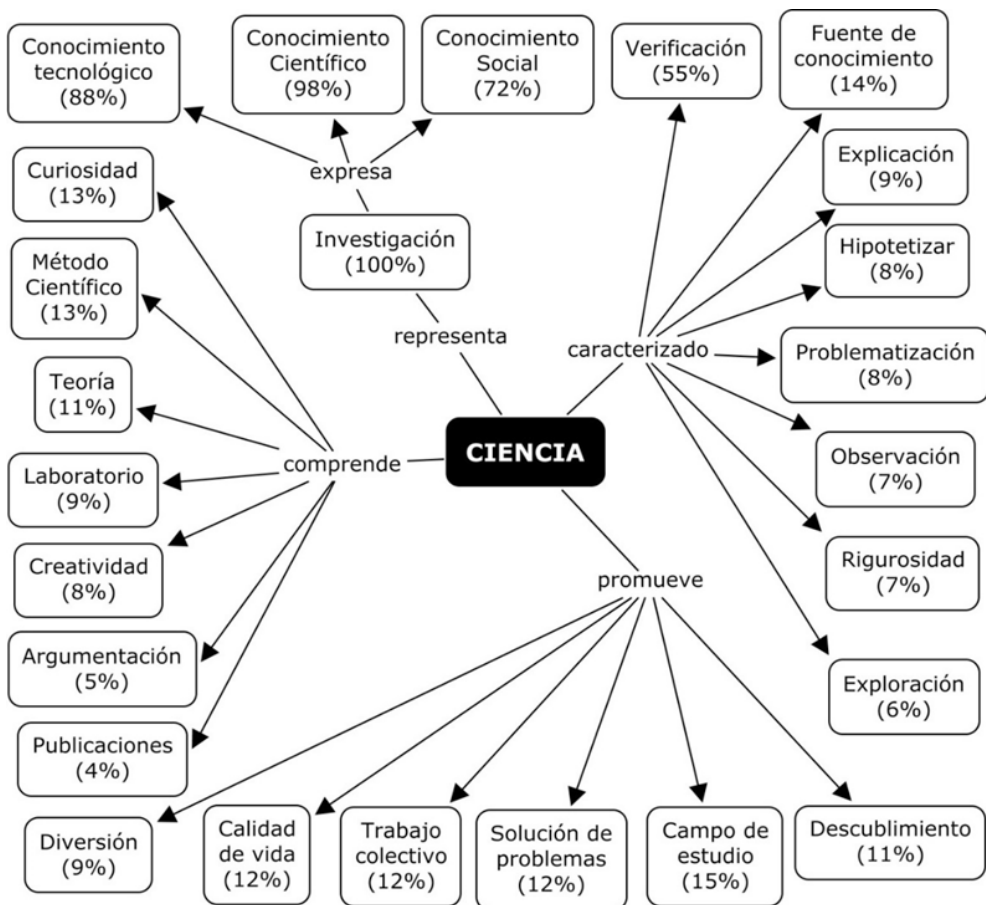 Conocimiento
tecnológico
(88%)
Conocimiento
Científico
(98%)
Conocimiento
Social
(72%)
Verificación
(55%)
Fuente de
conocimiento
(14%)
expresa
Curiosidad
(13%)
Explicación
(9%)
Investigación
(100%)
Hipotetizar
(8%)
Método
Científico
(13%)
representa
caracterizado
Problematización
(8%)
Teoría
(11%)
comprende
CIENCIA
Observación
(7%)
Laboratorio
(9%)
Creatividad
(8%)
promueve
Rigurosidad
(7%)
Argumentación
(5%)
Exploración
(6%)
Publicaciones
(4%)
Diversión
(9%)
Calidad
de vida
(12%)
Trabajo
colectivo
(12%)
Solución de
problemas
(12%)
Campo de
estudio
(15%)
Descublimiento
(11%)